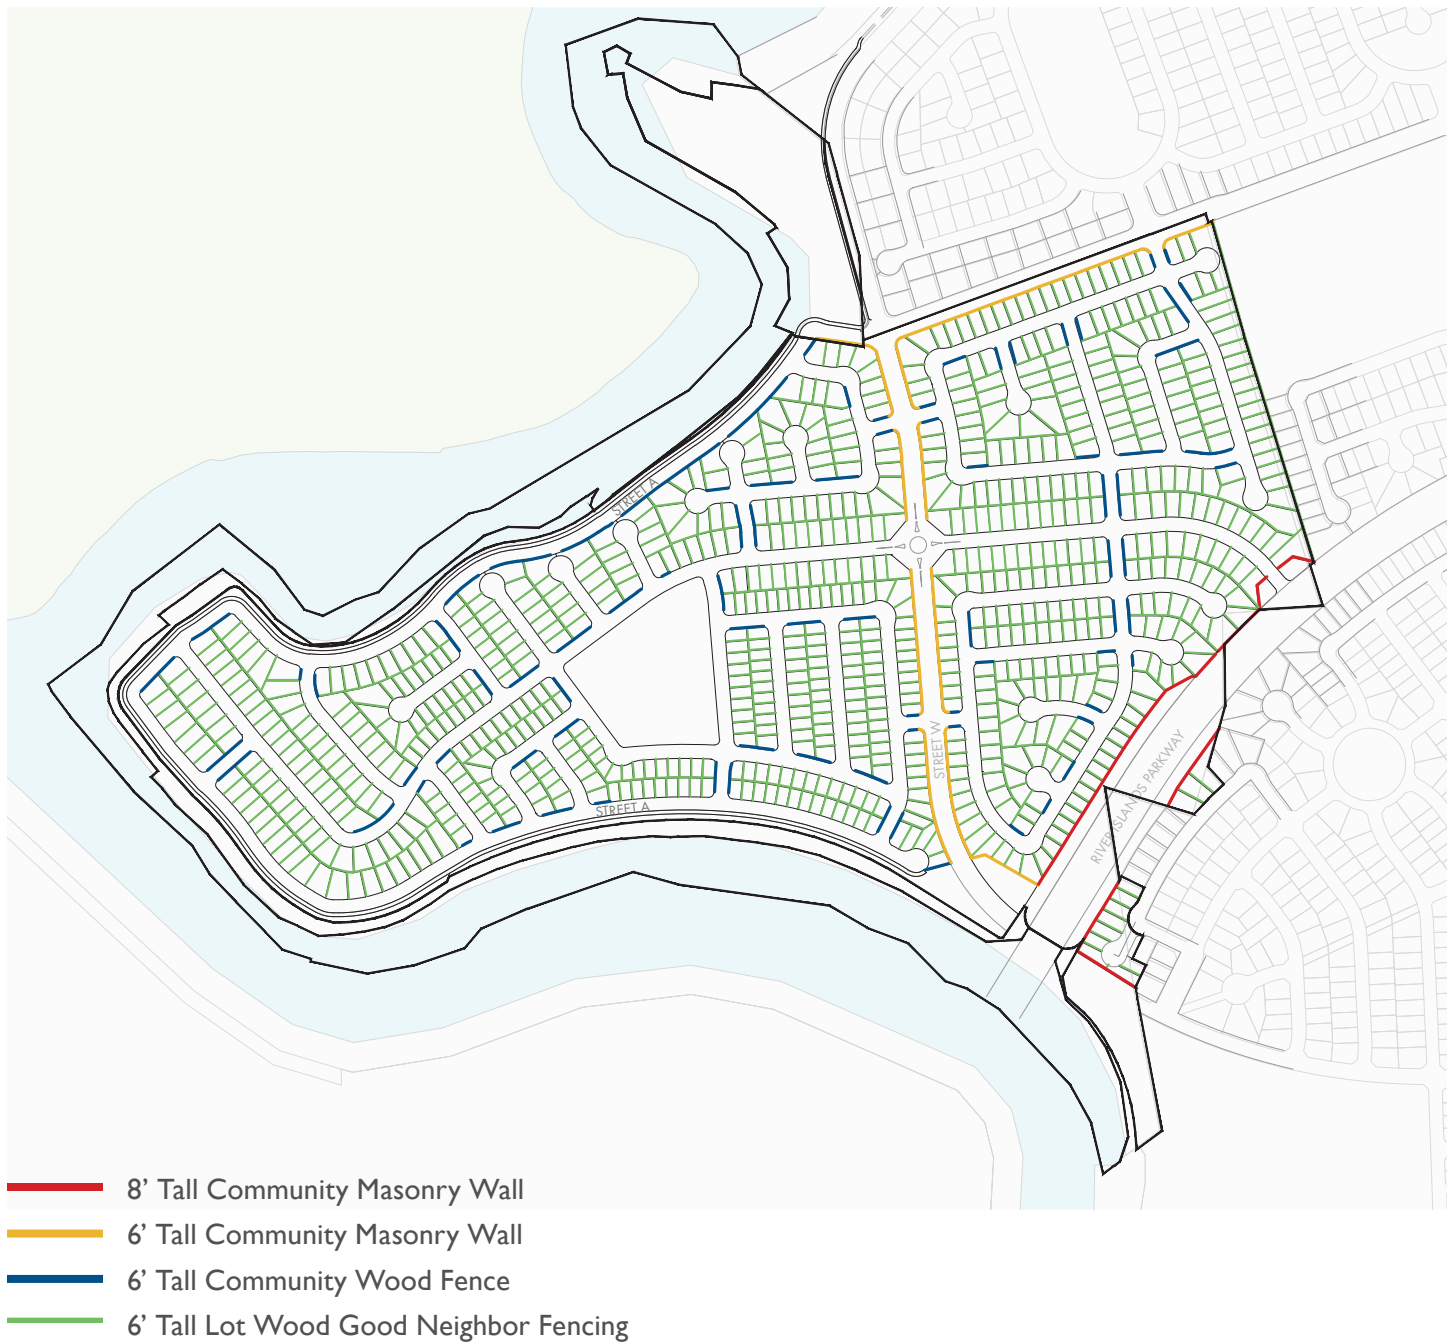 STREET A
STREET W
RIVER ISLANDS PARKWAY
STREET A
8’ Tall Community Masonry Wall
6’ Tall Community Masonry Wall
6’ Tall Community Wood Fence
6’ Tall Lot Wood Good Neighbor Fencing